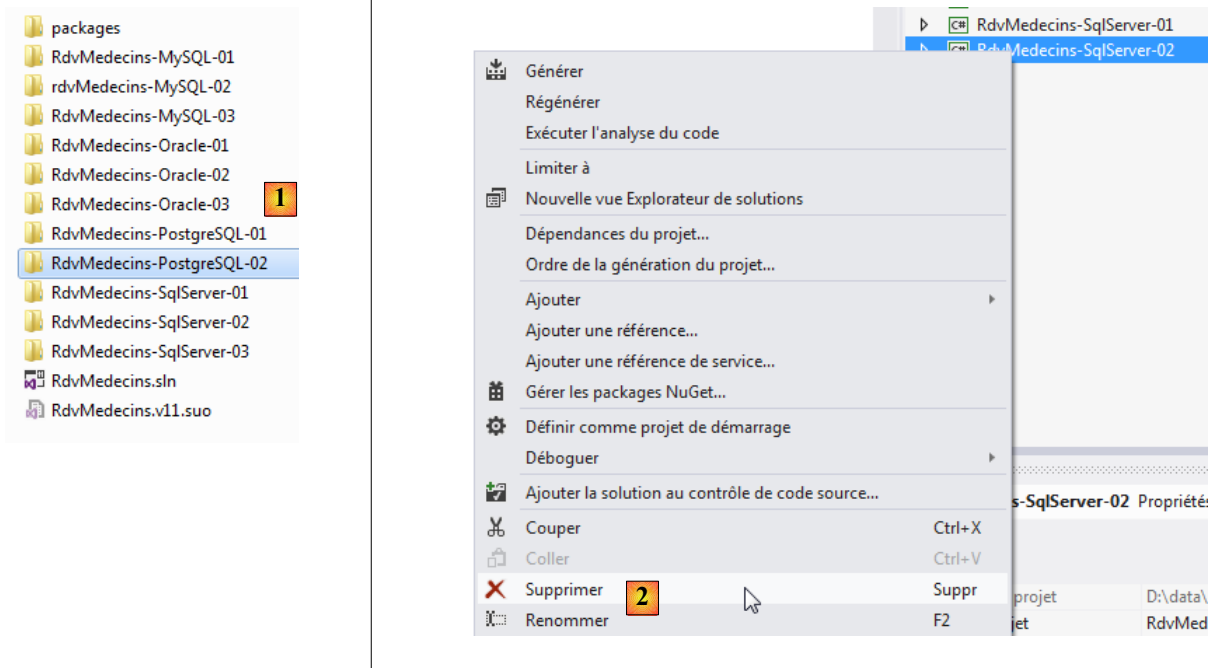 packages
RdvMedecins-MySQL-01
rdvMedecins-MySQL-02
RdvMedecins-MySQL-03
RdvMedecins-Oracle-01
RdvMedecins-Oracle-02
RdvMedecins-Oracle-03
1
RdvMedecins-PostgreSQL-01
RdvMedecins-PostgreSQL-02
RdvMedecins-SqlServer-01
RdvMedecins-SqlServer-02
RdvMedecins-SqlServer-03
RdvMedecins.sln
RdvMedecins.v11.suo
C# RdvMedecins-SqlServer-01
C# RdvMedecins-SqlServer-02
Générer
Régénérer
Exécuter l'analyse du code
Limiter à
Nouvelle vue Explorateur de solutions
Dépendances du projet...
Ordre de la génération du projet...
Ajouter
Ajouter une référence...
Ajouter une référence de service...
Gérer les packages NuGet...
Définir comme projet de démarrage
Déboguer
Ajouter la solution au contrôle de code source...
Couper Ctrl+X
Coller Ctrl+V
Supprimer 2 Suppr
Renommer F2
s-SqlServer-02 Propriétés
projet D:\data\
jet RdvMed